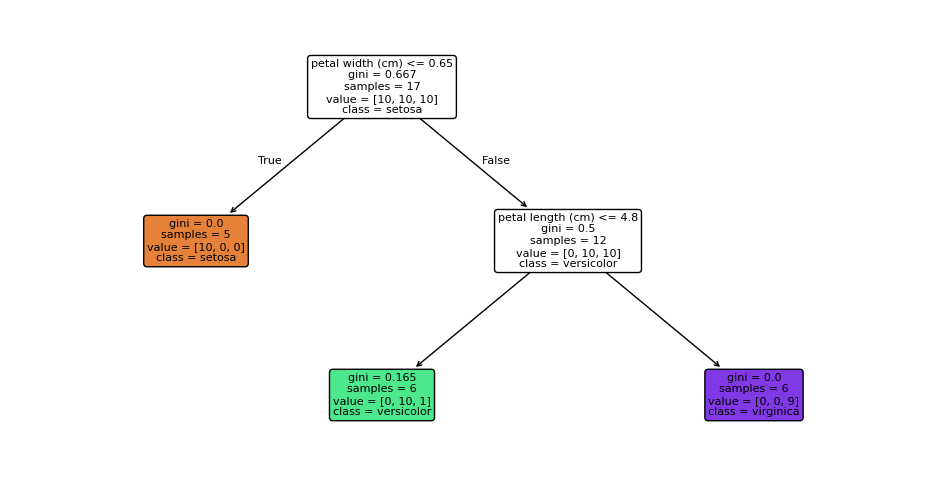 petal width (cm) <= 0.65
gini = 0.667
samples = 17
value = [10, 10, 10]
class = setosa
True
False
gini = 0.0
samples = 5
value = [10, 0, 0]
class = setosa
petal length (cm) <= 4.8
gini = 0.5
samples = 12
value = [0, 10, 10]
class = versicolor
gini = 0.165
samples = 6
value = [0, 10, 1]
class = versicolor
gini = 0.0
samples = 6
value = [0, 0, 9]
class = virginica